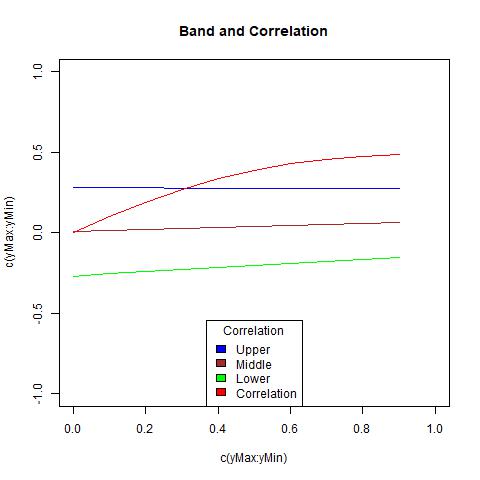 Band and Correlation
1.0
0.5
0.0
-0.5
-1.0
c(yMax:yMin)
Correlation
Upper
Middle
Lower
Correlation
0.0 0.2 0.4 0.6 0.8 1.0
c(yMax:yMin)